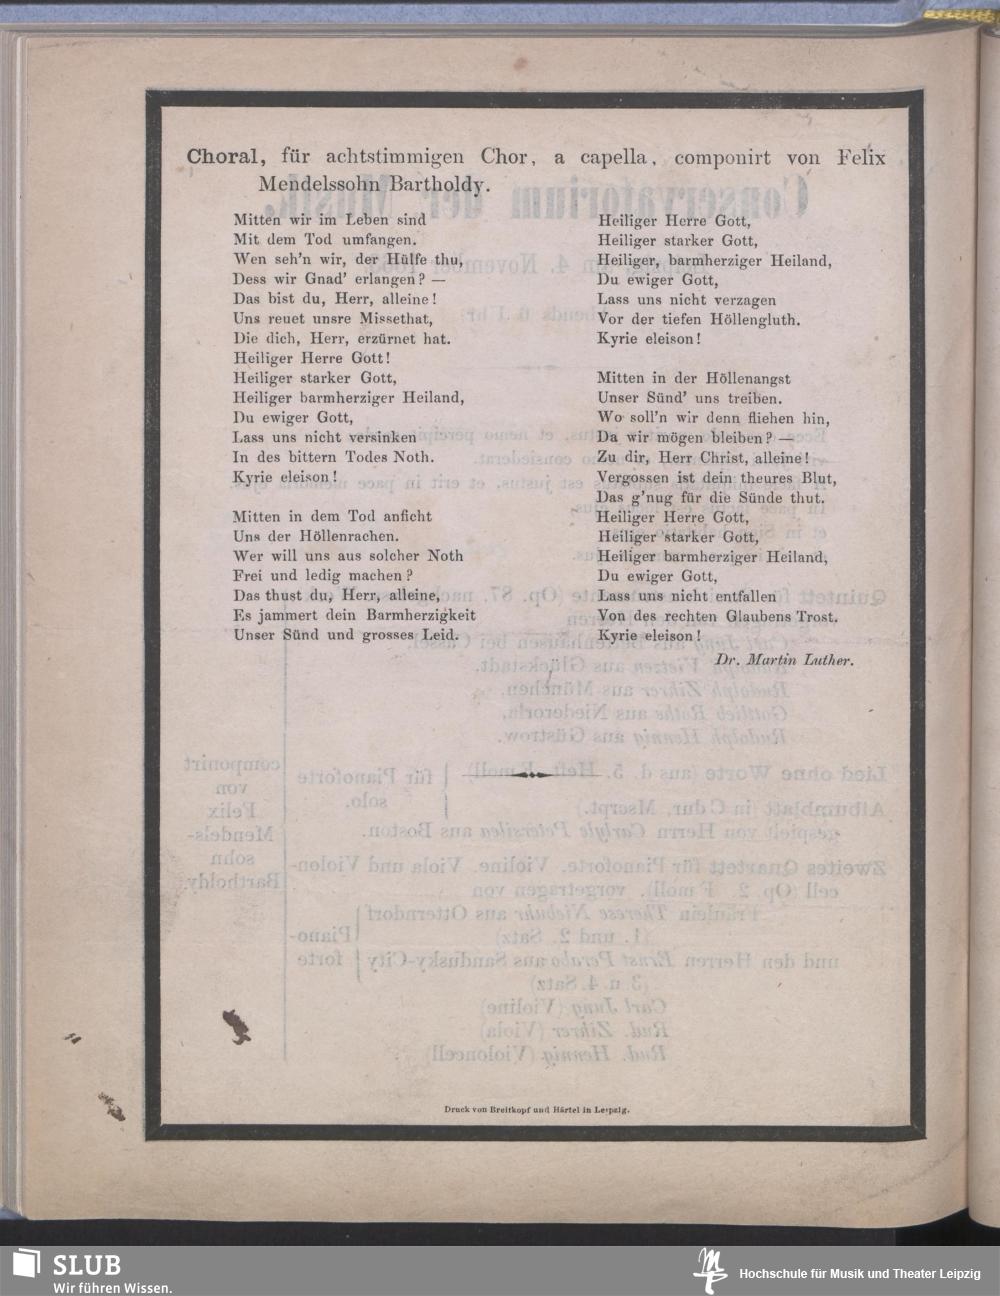 Choral, für achtstimmigen Chor, a capella, componirt von Felix
Mendelssohn Bartholdy.
Mitten wir im Leben sind
Mit dem Tod umfangen.
Wen seh'n wir, der Hülfe thu,
Dess wir Gnad' erlangen? —
Das bist du, Herr, alleine!
Uns reuet unsre Missethat,
Die dich, Herr, erzürnet hat.
Heiliger Herre Gott!
Heiliger starker Gott,
Heiliger barmherziger Heiland,
Du ewiger Gott,
Lass uns nicht versinken
In des bittern Todes Noth.
Kyrie eleison!
Mitten in dem Tod anficht
Uns der Höllenrachen.
Wer will uns aus solcher Noth
Frei und ledig machen?
Das thust du, Herr, alleine,
Es jammert dein Barmherzigkeit
Unser Sünd und grosses Leid.
Heiliger Herre Gott,
Heiliger starker Gott,
Heiliger, barmherziger Heiland,
Du ewiger Gott,
Lass uns nicht verzagen
Vor der tiefen Höllengluth.
Kyrie eleison!
Mitten in der Höllenangst
Unser Sünd' uns treiben.
Wo soll'n wir denn fliehen hin,
Da wir mögen bleiben? —
Zu dir, Herr Christ, alleine!
Vergossen ist dein theures Blut,
Das g'nug für die Sünde thut.
Heiliger Herre Gott,
Heiliger starker Gott,
Heiliger barmherziger Heiland,
Du ewiger Gott,
Lass uns nicht entfallen
Von des rechten Glaubens Trost.
Kyrie eleison!
Dr. Martin Luther.
Druck von Breitkopf und Härtel in Leipzig.
SLUB
Wir führen Wissen.
Hochschule für Musik und Theater Leipzig